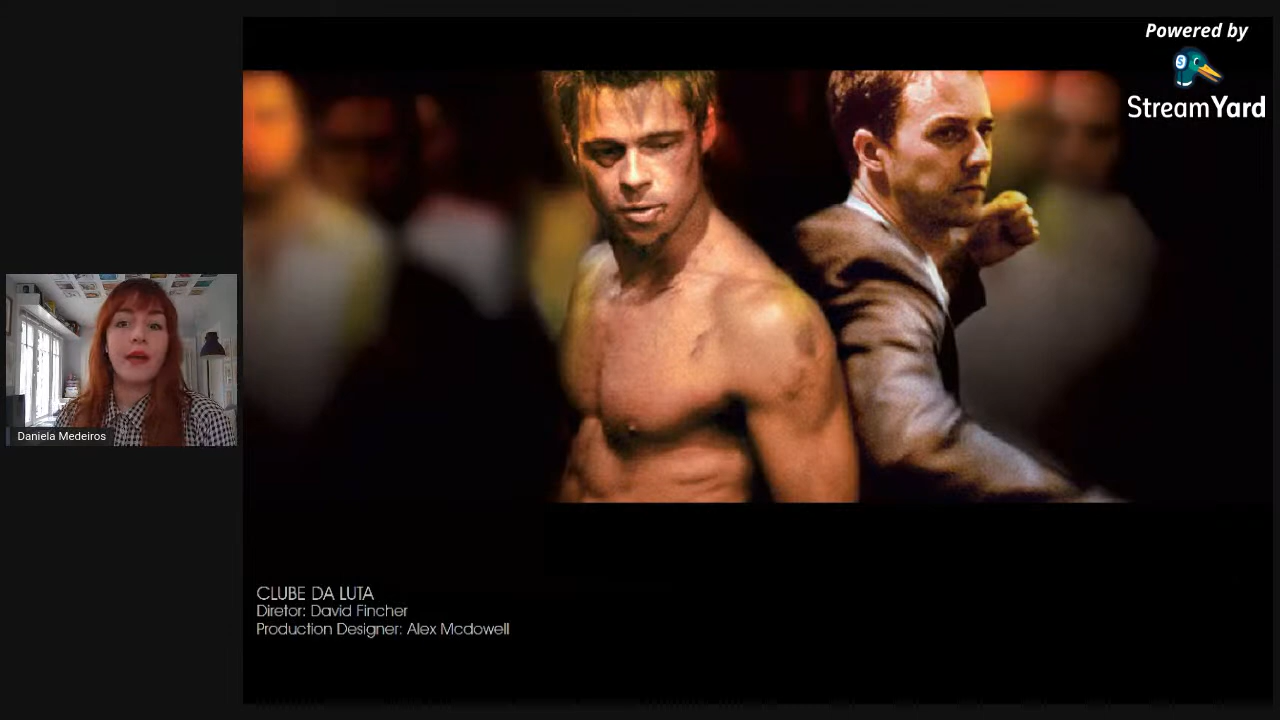 Powered by
StreamYard
Daniela Medeiros
CLUBE DA LUTA
Diretor: David Fincher
Production Designer: Alex Mcdowell